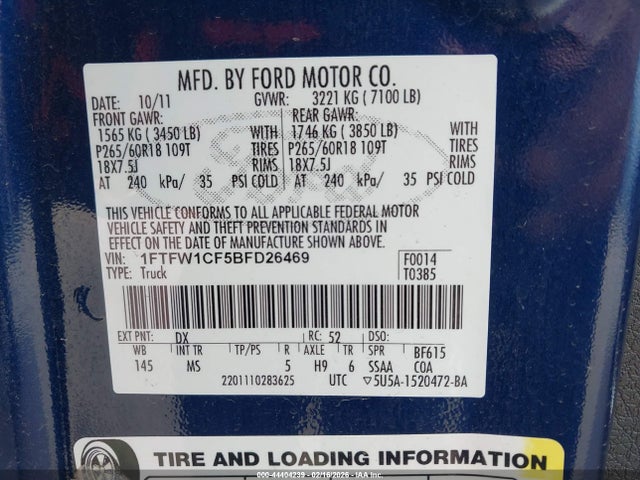 MFD. BY FORD MOTOR CO.
DATE: 10/11 GVWR: 3221 KG ( 7100 LB)
FRONT GAWR: REAR GAWR:
1565 KG ( 3450 LB) WITH 1746 KG ( 3850 LB) WITH
P265/60R18 109T TIRES P265/60R18 109T TIRES
18X7.5J RIMS 18X7.5J RIMS
AT 240 kPa/ 35 PSI COLD AT 240 kPa/ 35 PSI COLD
THIS VEHICLE CONFORMS TO ALL APPLICABLE FEDERAL MOTOR
VEHICLE SAFETY AND THEFT PREVENTION STANDARDS IN
EFFECT ON THE DATE OF MANUFACTURE SHOWN ABOVE.
VIN: 1FTFW1CF5BFD26469 F0014
TYPE: Truck T0385
EXT PNT: DX RC: 52 DSO:
WB INT TR TP/PS R AXLE TR SPR BF615
145 MS 5 H9 6 SSAA COA
2201110283625 UTC ▽5U5A-1520472-BA
TIRE AND LOADING INFORMATION
000-44404239 - 02/16/2026 - © COPYRIGHT IAA, LLC